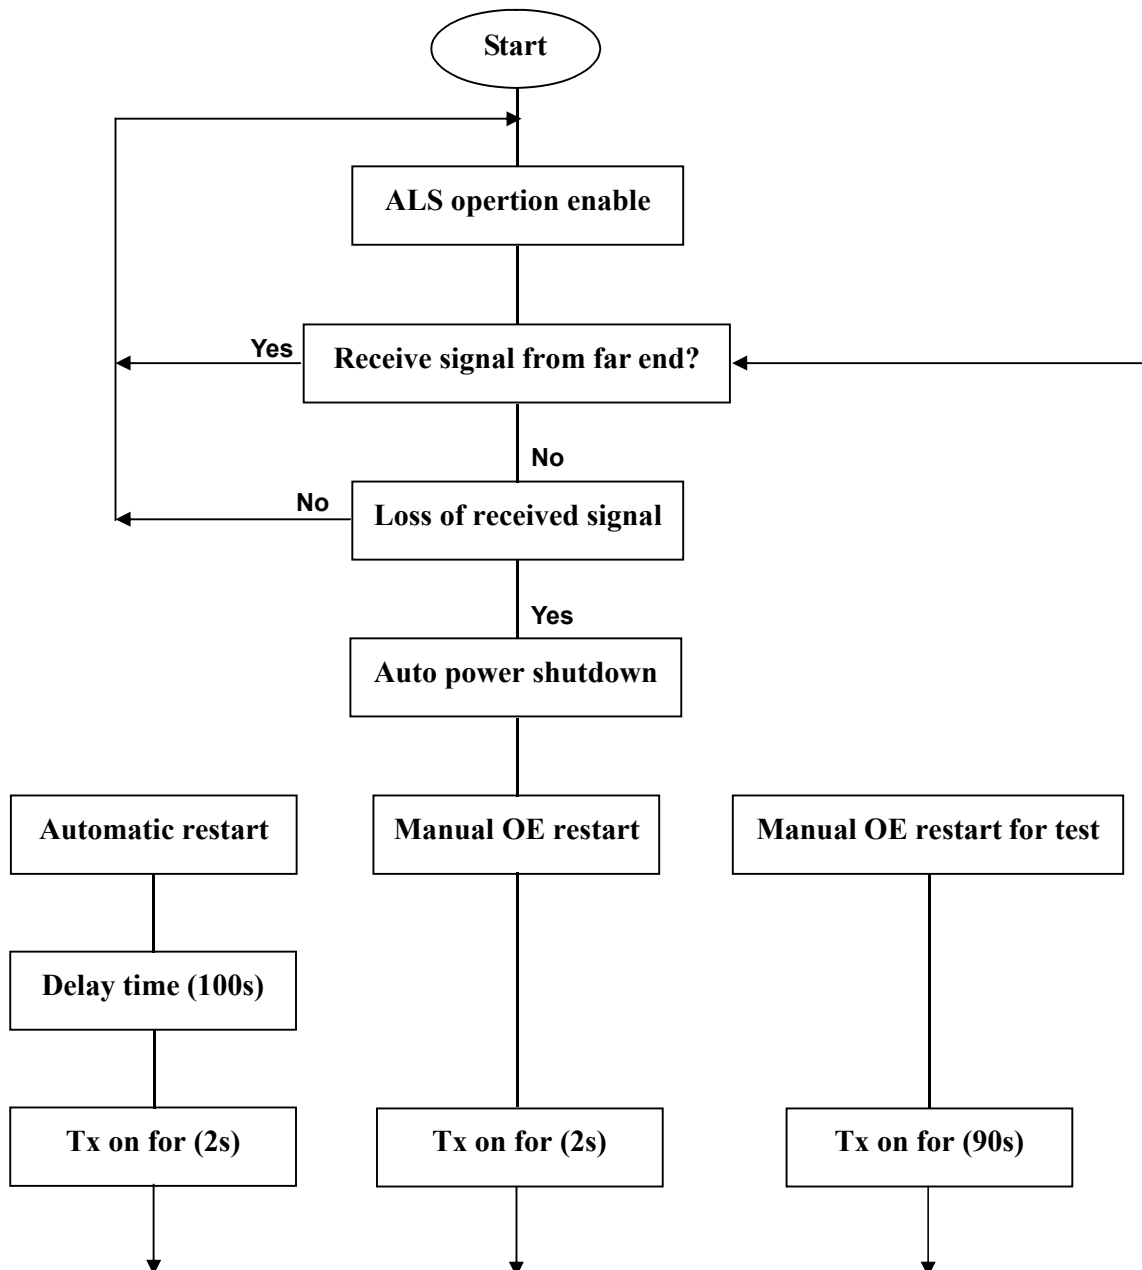 Start
ALS opertion enable
Yes
Receive signal from far end?
No
No
Loss of received signal
Yes
Auto power shutdown
Automatic restart
Manual OE restart
Manual OE restart for test
Delay time (100s)
Tx on for (2s)
Tx on for (2s)
Tx on for (90s)